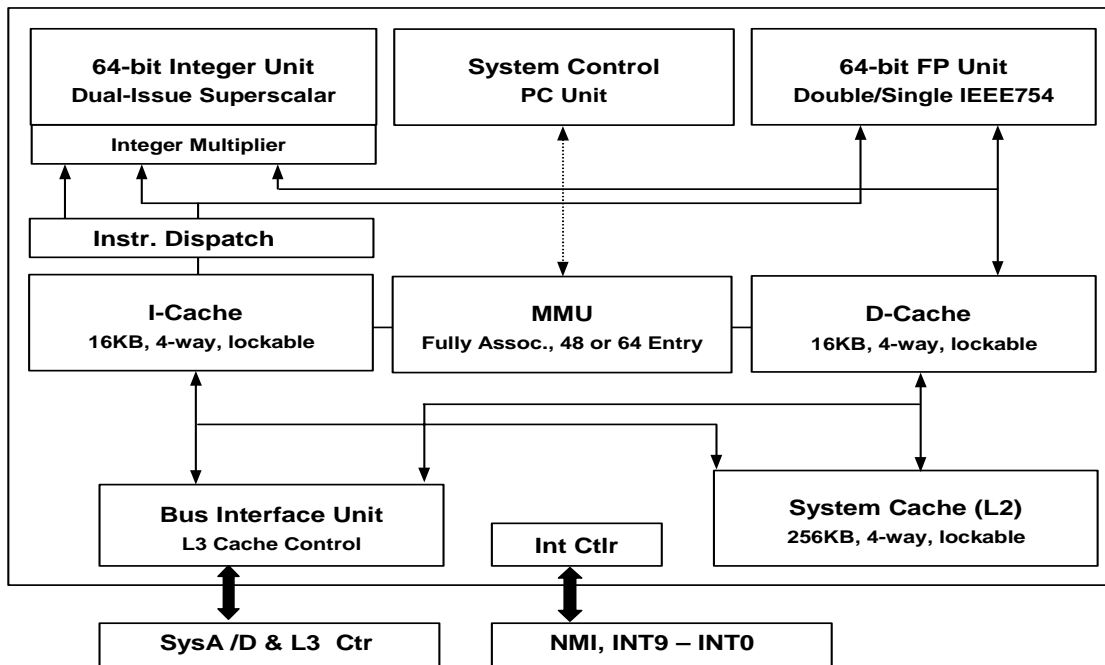 64-bit Integer Unit
Dual-Issue Superscalar
Integer Multiplier
System Control
PC Unit
64-bit FP Unit
Double/Single IEEE754
Instr. Dispatch
I-Cache
16KB, 4-way, lockable
MMU
Fully Assoc., 48 or 64 Entry
D-Cache
16KB, 4-way, lockable
Bus Interface Unit
L3 Cache Control
Int Ctlr
System Cache (L2)
256KB, 4-way, lockable
SysA /D & L3 Ctr
NMI, INT9 – INT0